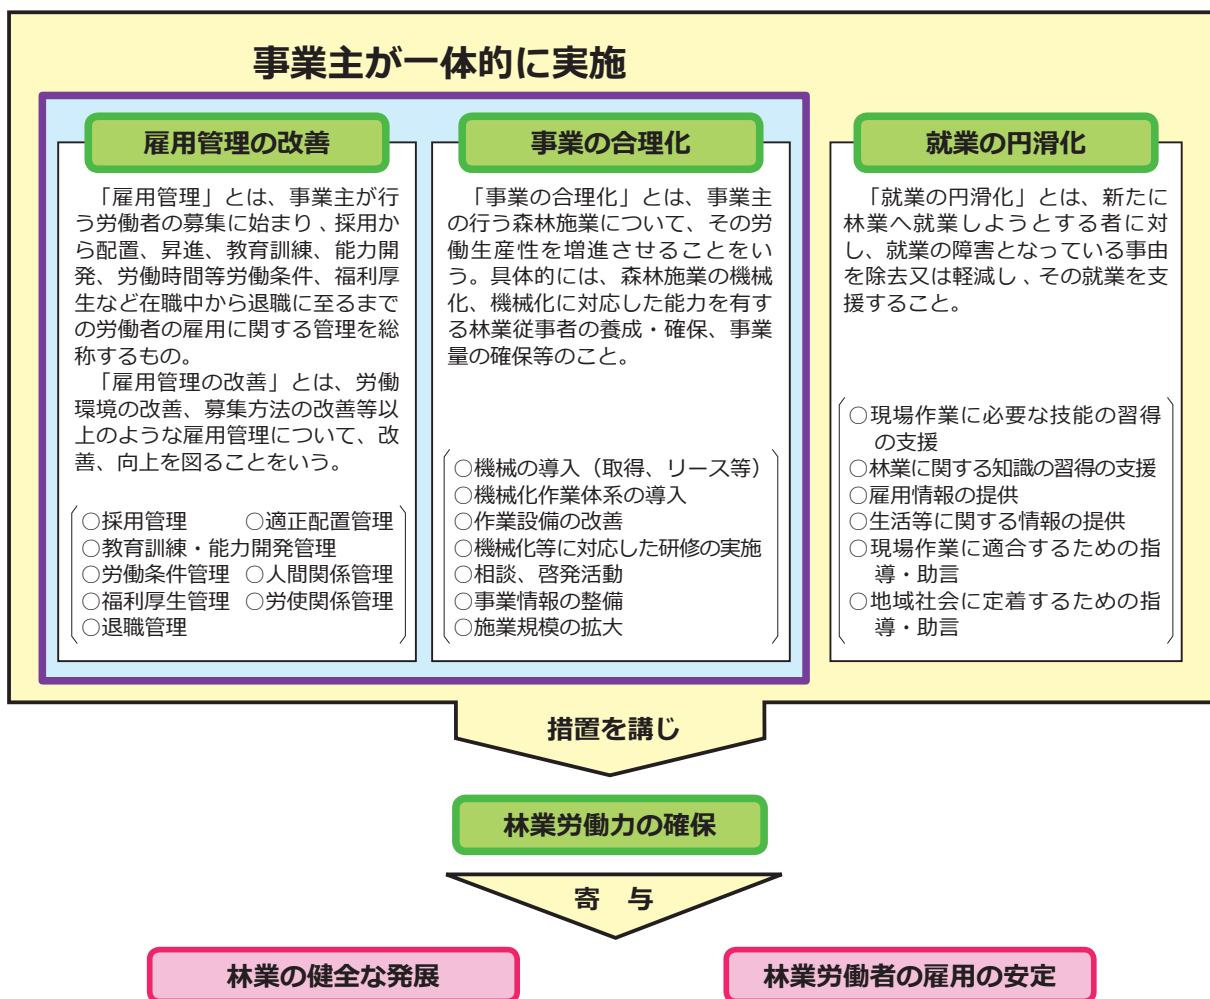 事業主が一体的に実施
雇用管理の改善
「雇用管理」とは、事業主が行
う労働者の募集に始まり、採用か
ら配置、昇進、教育訓練、能力開
発、労働時間等労働条件、福利厚
生など在職中から退職に至るまで
の労働者の雇用に関する管理を総
称するもの。
「雇用管理の改善」とは、労働
環境の改善、募集方法の改善等以
上のような雇用管理について、改
善、向上を図ることをいう。
○採用管理 ○適正配置管理
○教育訓練・能力開発管理
○労働条件管理 ○人間関係管理
○福利厚生管理 ○労使関係管理
○退職管理
事業の合理化
「事業の合理化」とは、事業主
の行う森林施業について、その労
働生産性を増進させることをい
う。具体的には、森林施業の機械
化、機械化に対応した能力を有す
る林業従事者の養成・確保、事業
量の確保等のこと。
○機械の導入（取得、リース等）
○機械化作業体系の導入
○作業設備の改善
○機械化等に対応した研修の実施
○相談、啓発活動
○事業情報の整備
○施業規模の拡大
就業の円滑化
「就業の円滑化」とは、新たに
林業へ就業しようとする者に対
し、就業の障害となっている事由
を除去又は軽減し、その就業を支
援すること。
○現場作業に必要な技能の習得
の支援
○林業に関する知識の習得の支援
○雇用情報の提供
○生活等に関する情報の提供
○現場作業に適合するための指
導・助言
○地域社会に定着するための指
導・助言
措置を講じ
林業労働力の確保
寄 与
林業の健全な発展
林業労働者の雇用の安定